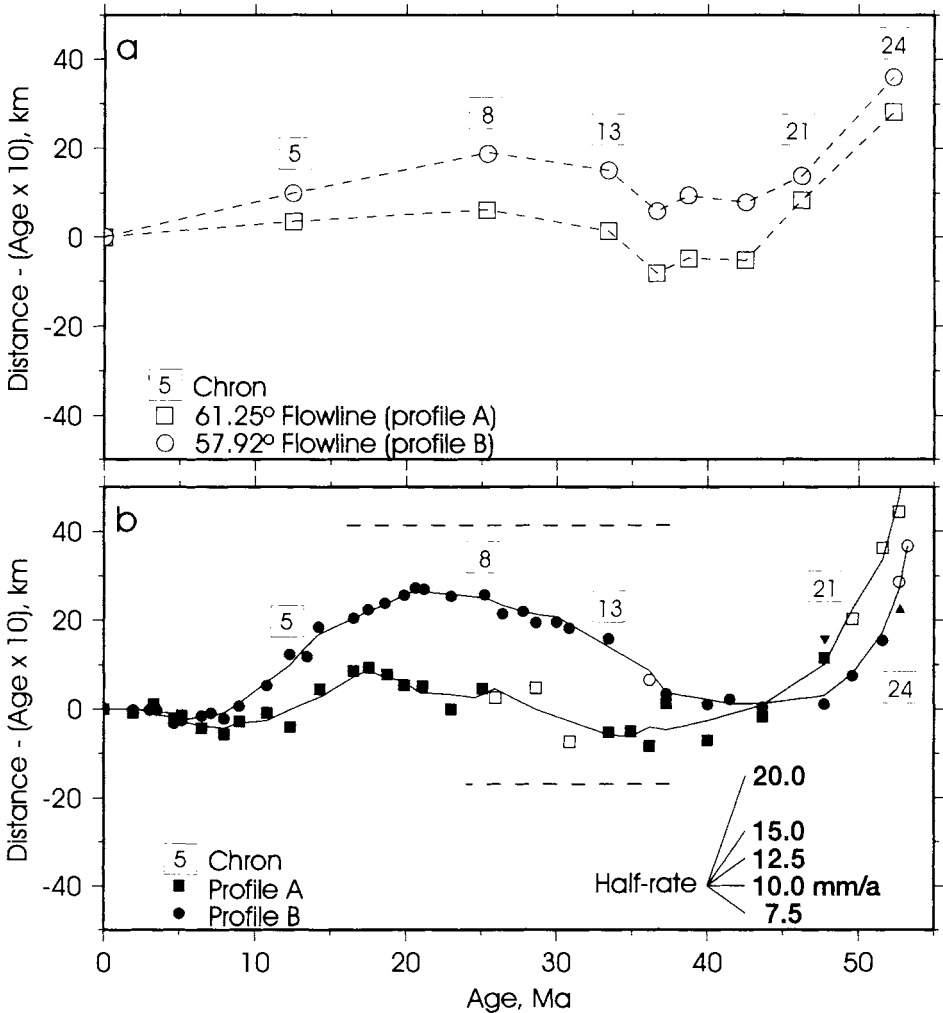 a
Distance - (Age x 10), km
40
20
0
-20
-40
5
8
13
21
24
5 Chron
61.25º Flowline (profile A)
57.92º Flowline (profile B)
b
Distance - (Age x 10), km
40
20
0
-20
-40
5
8
13
21
24
5 Chron
Profile A
Profile B
Half-rate
20.0
15.0
12.5
10.0 mm/a
7.5
0 10 20 30 40 50
Age, Ma